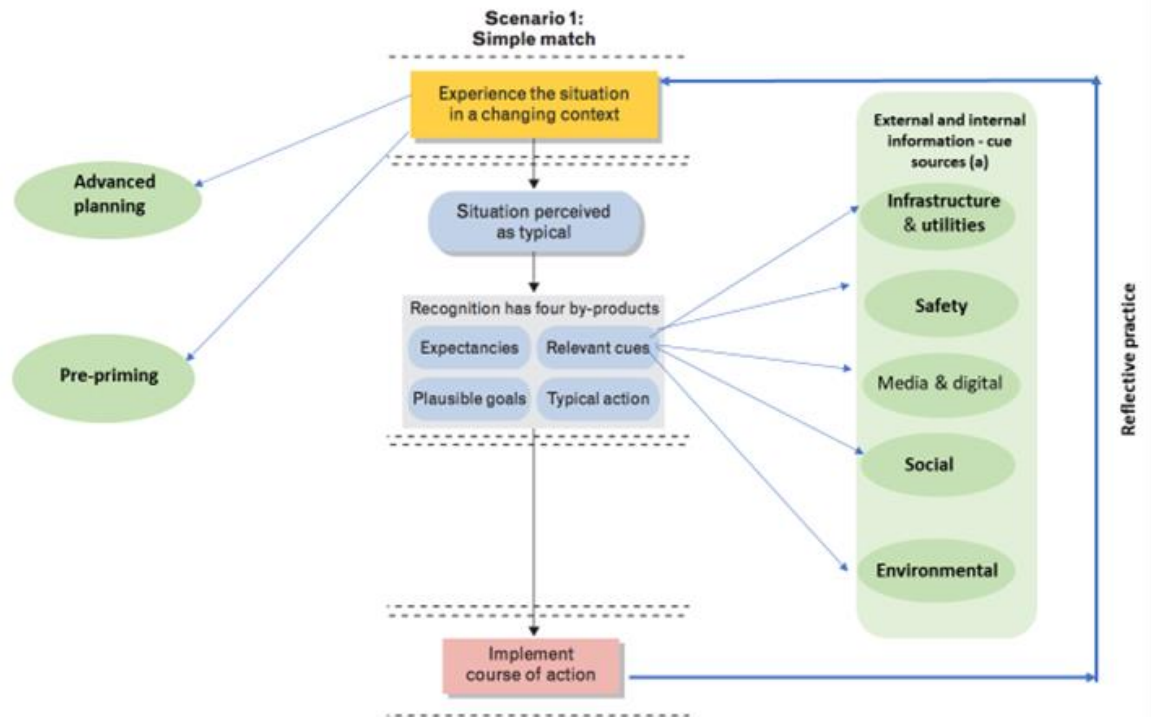 Scenario 1:
Simple match
Experience the situation
in a changing context
Advanced
planning
Pre-priming
Situation perceived
as typical
Recognition has four by-products
Expectancies
Relevant cues
Plausible goals
Typical action
Implement
course of action
External and internal
information - cue
sources (a)
Infrastructure
& utilities
Safety
Media & digital
Social
Environmental
Reflective practice